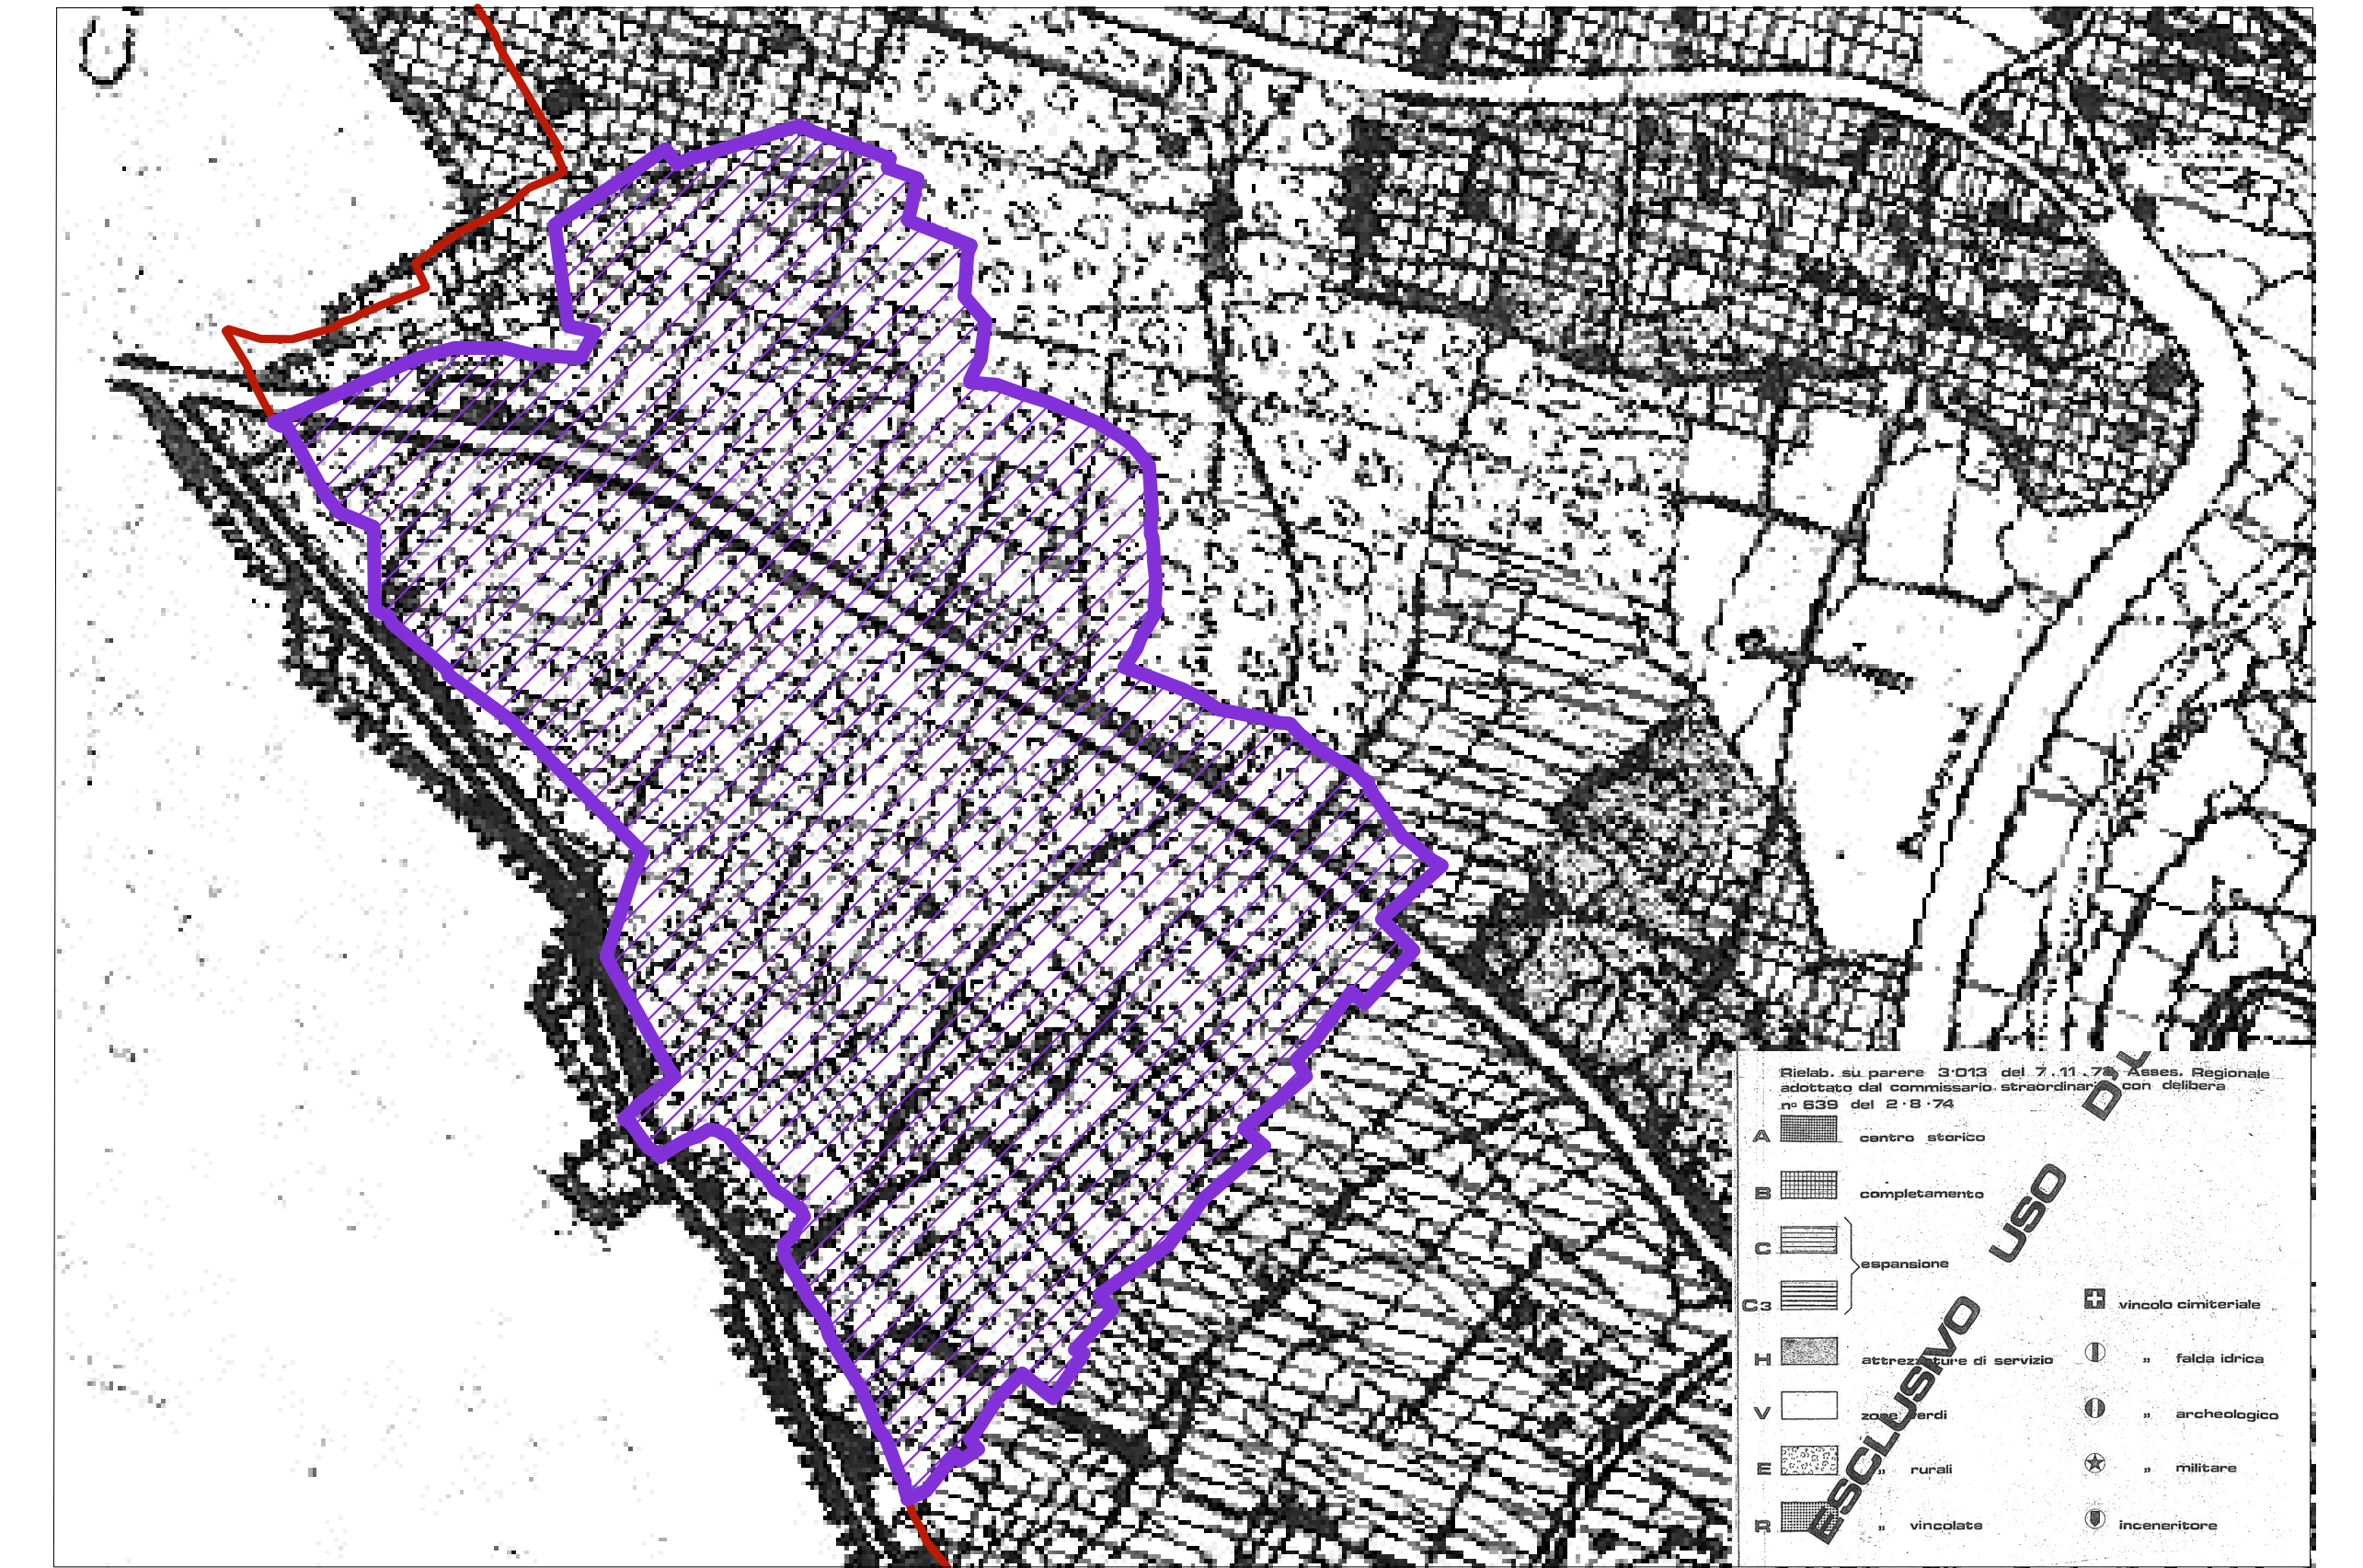 Rielab. su parere 3·013 del 7.11.7 Asses. Regionale
adottato dal commissario straordinari con delibera
nº 639 del 2·8·74
A centro storico
B completamento
C
espansione
C3
H attrezzature di servizio
V zone verdi
E „ rurali
R „ vincolate
vincolo cimiteriale
„ falda idrica
„ archeologico
„ militare
inceneritore
ESCLUSIVO USO D'U